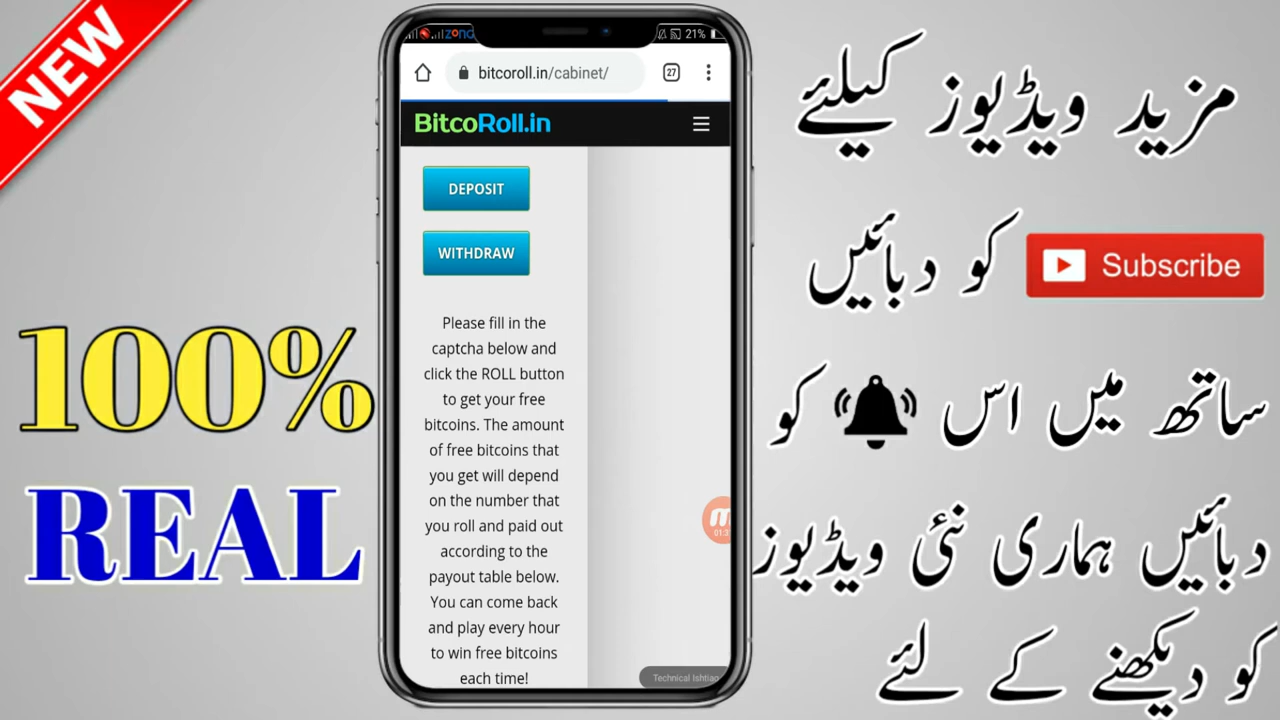 NEW
100%
REAL
zong
21%
bitcoroll.in/cabinet/
27
BitcoRoll.in
DEPOSIT
WITHDRAW
Please fill in the
captcha below and
click the ROLL button
to get your free
bitcoins. The amount
of free bitcoins that
you get will depend
on the number that
you roll and paid out
according to the
payout table below.
You can come back
and play every hour
to win free bitcoins
each time!
Technical Ishtiaq
مزید ویڈیوز کیلئے
Subscribe کو دبائیں
ساتھ میں اس کو
دبائیں ہماری نئی ویڈیوز
کو دیکھنے کے لئے